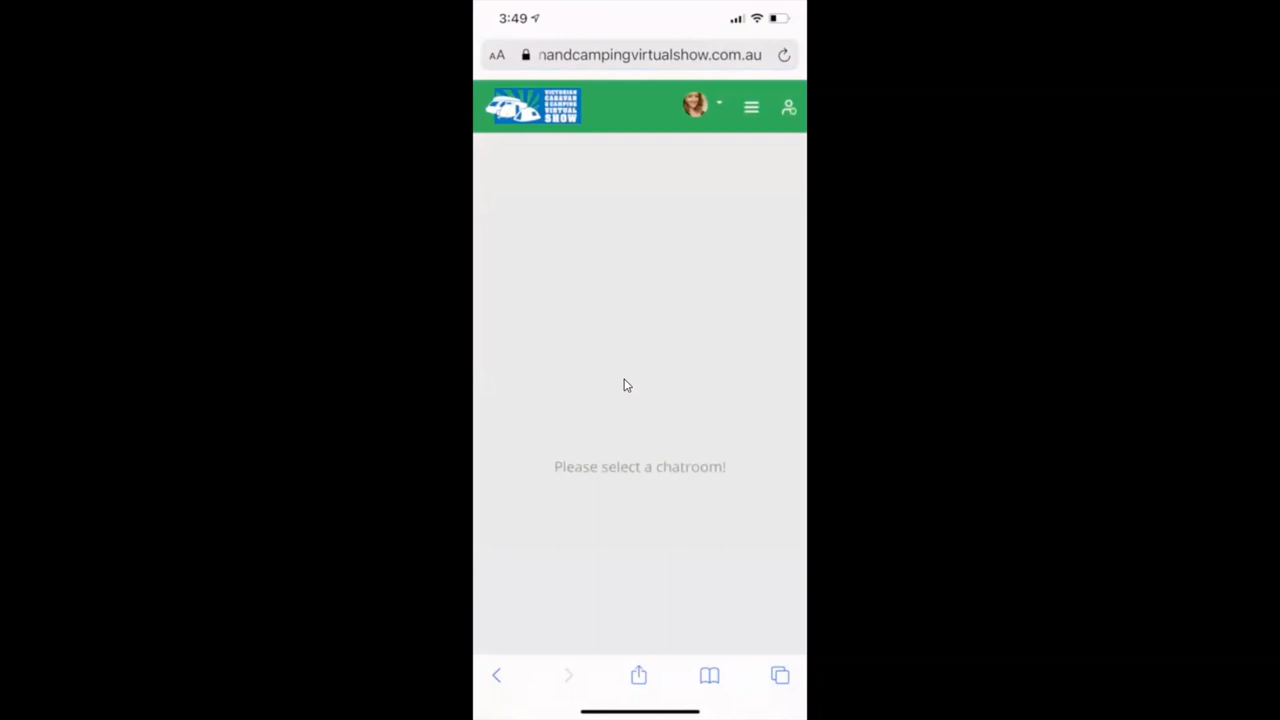 3:49
AA nandcampingvirtualshow.com.au
VICTORIAN
CARAVAN
& CAMPING
VIRTUAL
SHOW
Please select a chatroom!